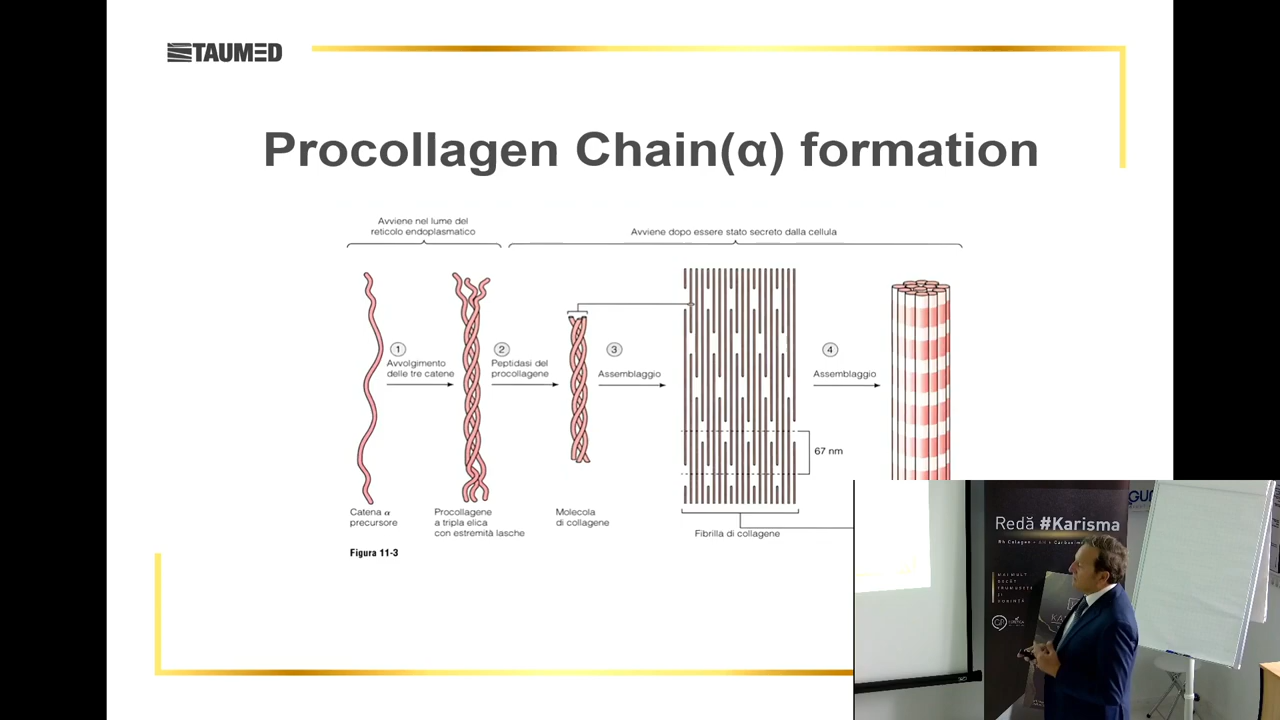 TAUMED
Procollagen Chain(α) formation
Avviene nel lume del
reticolo endoplasmatico
Avviene dopo essere stato secreto dalla cellula
1
Avvolgimento
delle tre catene
2
Peptidasi del
procollagene
3
Assemblaggio
4
Assemblaggio
67 nm
Catena α
precursore
Procollagene
a tripla elica
con estremità lasche
Molecola
di collagene
Fibrilla di collagene
Figura 11-3
Redă #Karisma